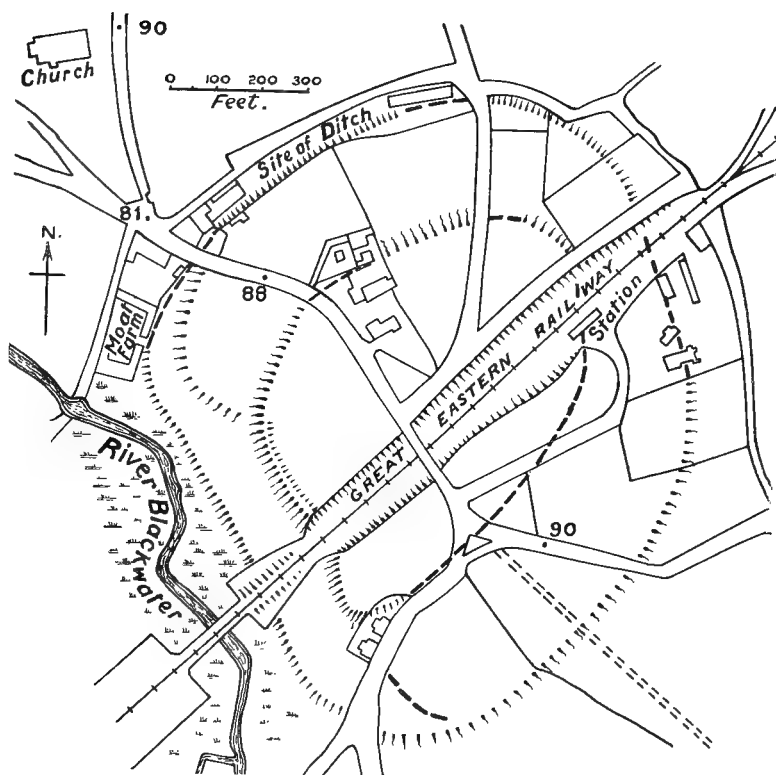 90
Church
0 100 200 300
Feet.
Site of Ditch
81.
N.
88
Moat
Farm
GREAT EASTERN RAILWAY
Station
River Blackwater
90